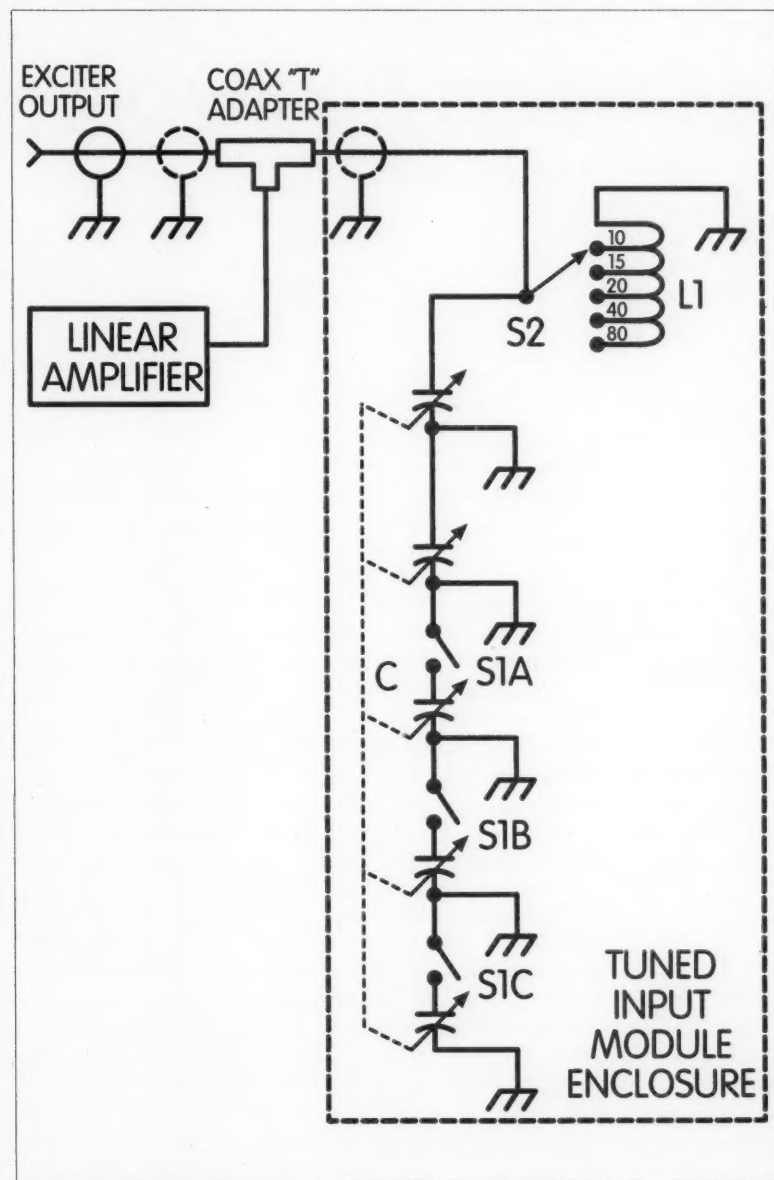 EXCITER
OUTPUT
COAX "T"
ADAPTER
10
15
20
40
80
L1
S2
LINEAR
AMPLIFIER
C
S1A
S1B
S1C
TUNED
INPUT
MODULE
ENCLOSURE